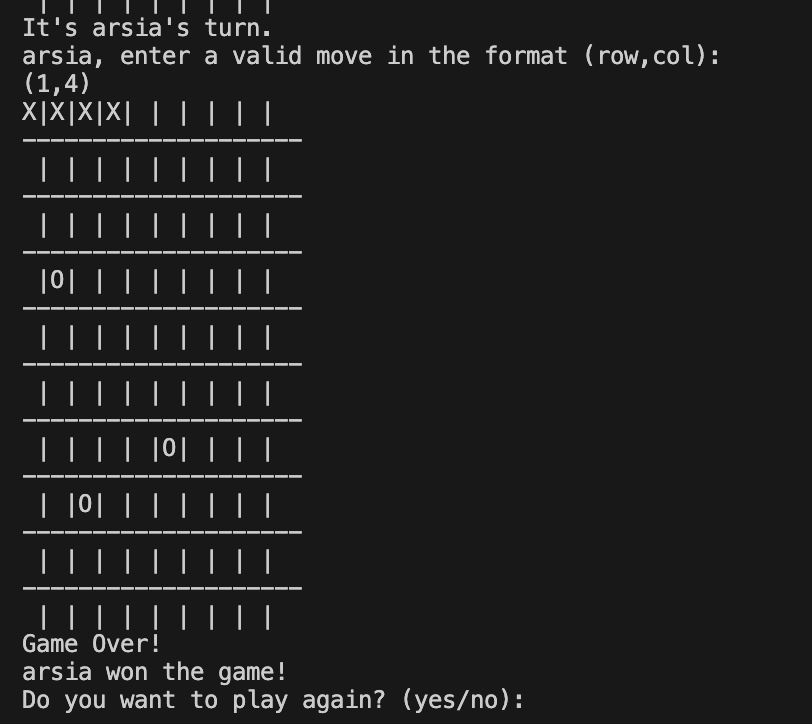 | | | | | | | | |
It's arsia's turn.
arsia, enter a valid move in the format (row,col):
(1,4)
X|X|X|X| | | | | |
--------------------
 | | | | | | | | |
--------------------
 | | | | | | | | |
--------------------
 |O| | | | | | | |
--------------------
 | | | | | | | | |
--------------------
 | | | | | | | | |
--------------------
 | | | | |O| | | |
--------------------
 | |O| | | | | | |
--------------------
 | | | | | | | | |
--------------------
 | | | | | | | | |
Game Over!
arsia won the game!
Do you want to play again? (yes/no):